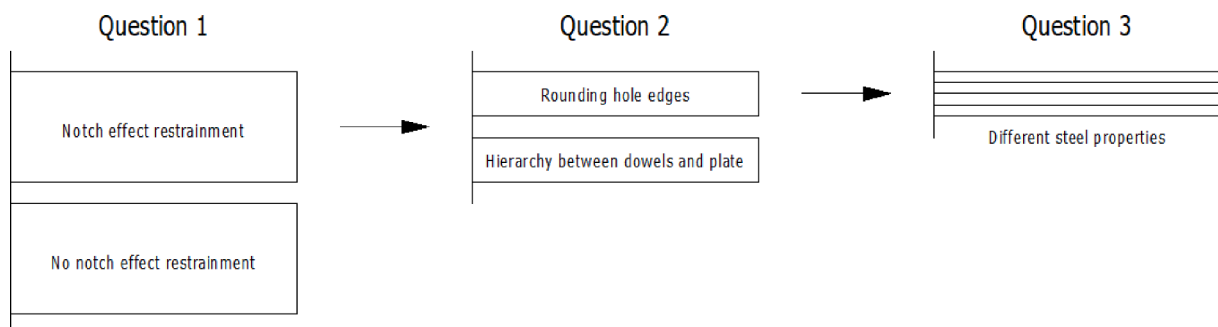 Question 1
Notch effect restrainment
No notch effect restrainment
Question 2
Rounding hole edges
Hierarchy between dowels and plate
Question 3
Different steel properties